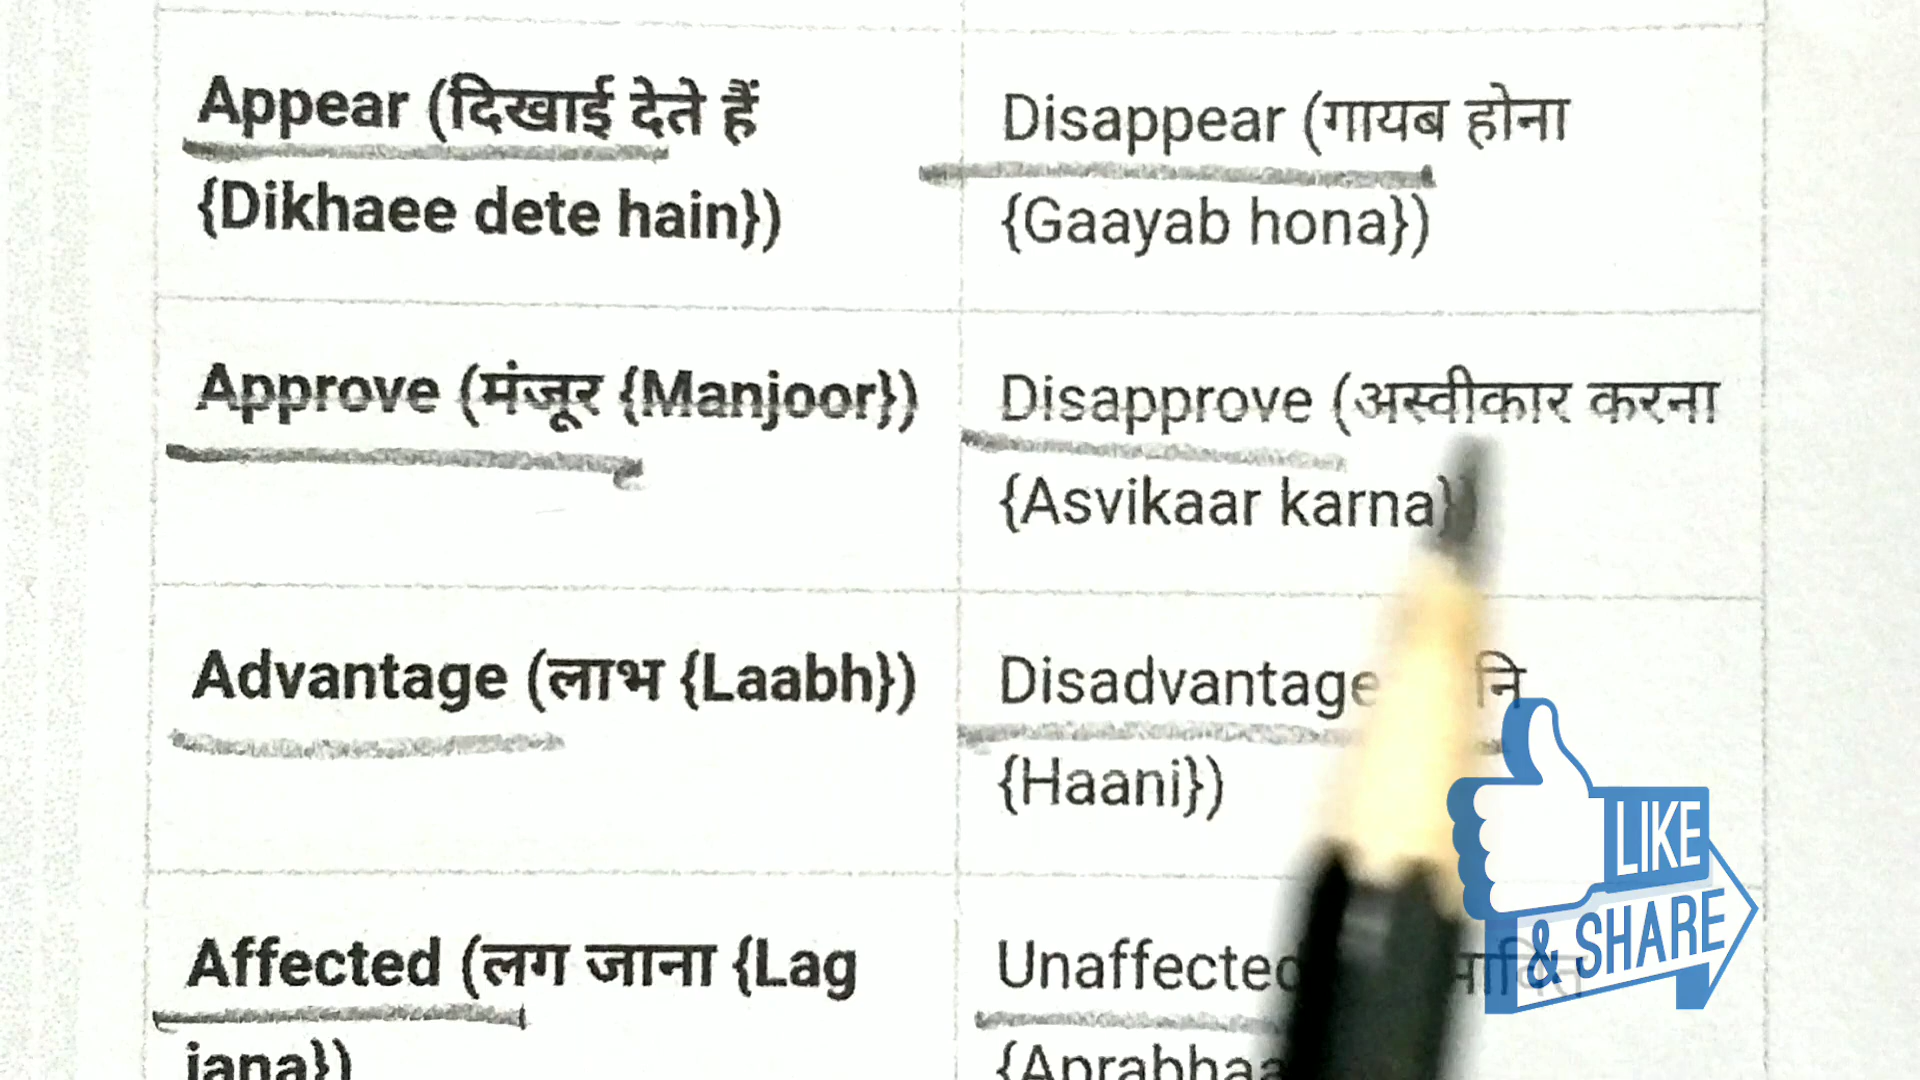 Appear (दिखाई देते हैं
{Dikhaee dete hain})
Disappear (गायब होना
{Gaayab hona})
Approve (मंजूर {Manjoor})
Disapprove (अस्वीकार करना
{Asvikaar karna})
Advantage (लाभ {Laabh})
Disadvantage
{Haani})
Affected (लग जाना {Lag
jana})
Unaffected
LIKE
& SHARE